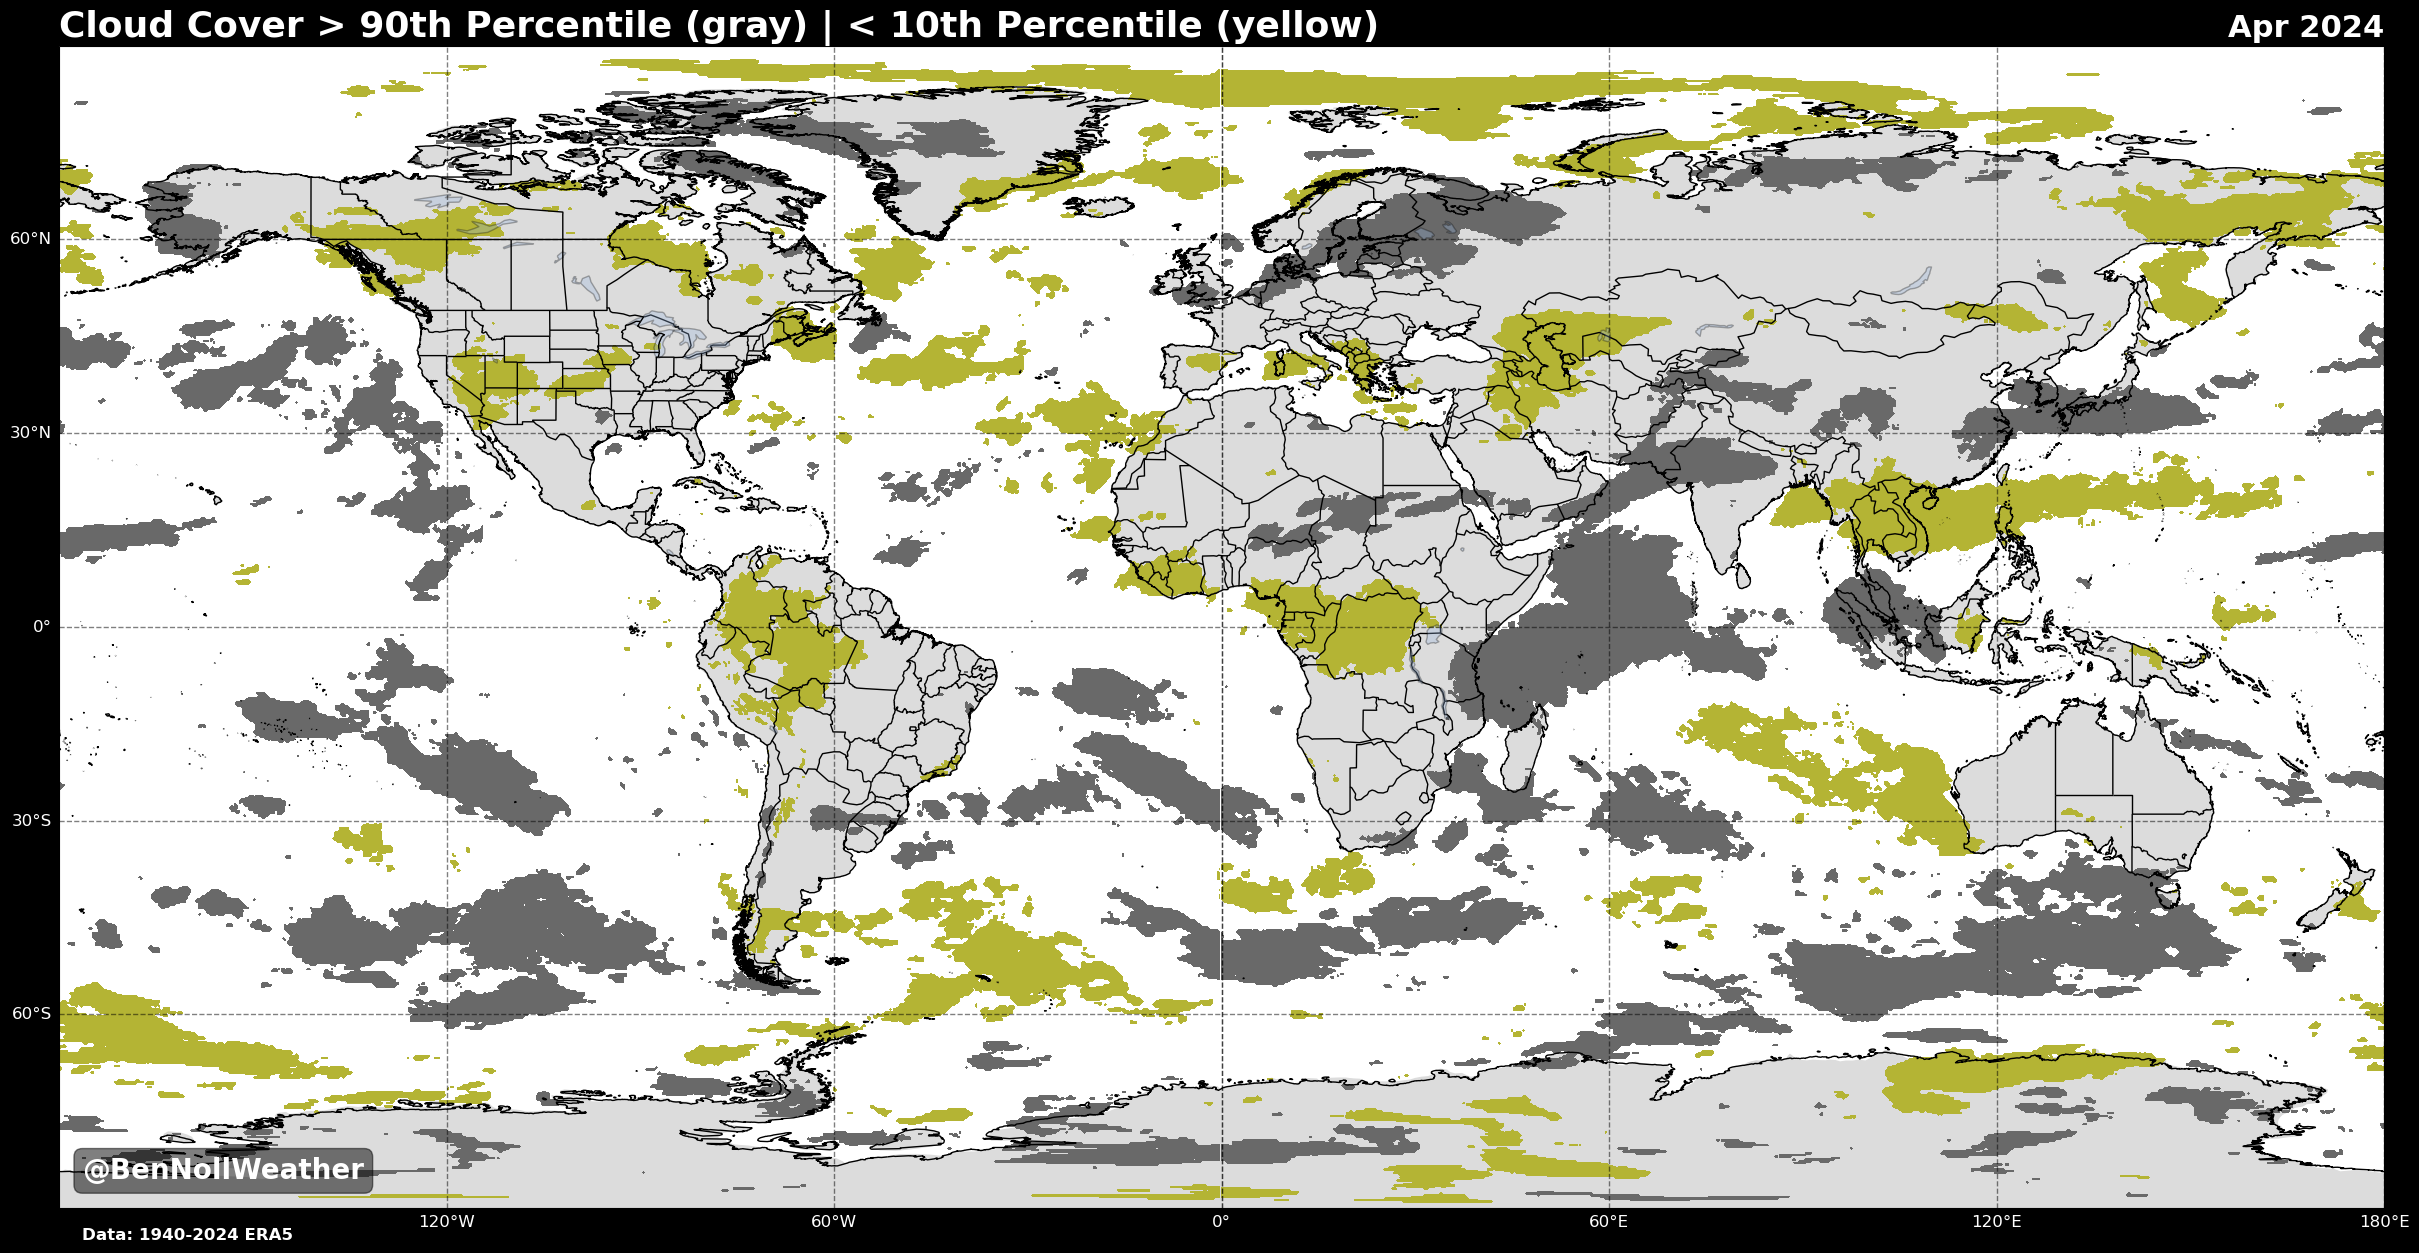 Cloud Cover > 90th Percentile (gray) | < 10th Percentile (yellow)
Apr 2024
60°N
30°N
0°
30°S
60°S
@BenNollWeather
120°W
60°W
0°
60°E
120°E
180°E
Data: 1940-2024 ERA5